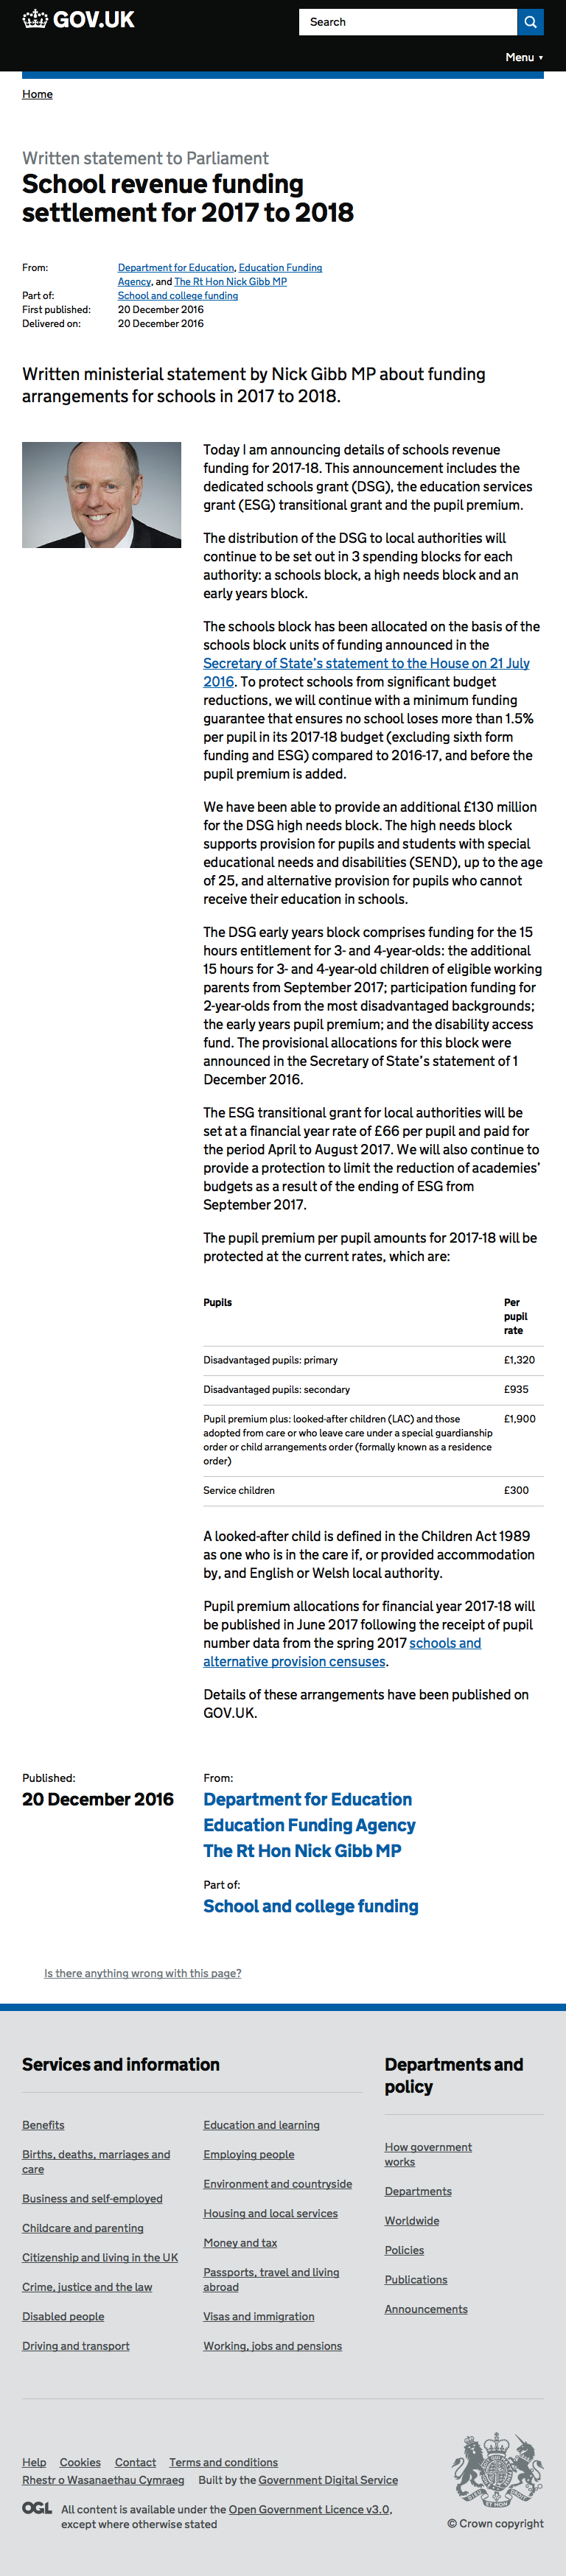 GOV.UK
Search
Menu ▼
Home
Written statement to Parliament
School revenue funding
settlement for 2017 to 2018
From: Department for Education, Education Funding
Agency, and The Rt Hon Nick Gibb MP
Part of: School and college funding
First published: 20 December 2016
Delivered on: 20 December 2016
Written ministerial statement by Nick Gibb MP about funding
arrangements for schools in 2017 to 2018.
Today I am announcing details of schools revenue
funding for 2017-18. This announcement includes the
dedicated schools grant (DSG), the education services
grant (ESG) transitional grant and the pupil premium.
The distribution of the DSG to local authorities will
continue to be set out in 3 spending blocks for each
authority: a schools block, a high needs block and an
early years block.
The schools block has been allocated on the basis of the
schools block units of funding announced in the
Secretary of State's statement to the House on 21 July
2016. To protect schools from significant budget
reductions, we will continue with a minimum funding
guarantee that ensures no school loses more than 1.5%
per pupil in its 2017-18 budget (excluding sixth form
funding and ESG) compared to 2016-17, and before the
pupil premium is added.
We have been able to provide an additional £130 million
for the DSG high needs block. The high needs block
supports provision for pupils and students with special
educational needs and disabilities (SEND), up to the age
of 25, and alternative provision for pupils who cannot
receive their education in schools.
The DSG early years block comprises funding for the 15
hours entitlement for 3- and 4-year-olds: the additional
15 hours for 3- and 4-year-old children of eligible working
parents from September 2017; participation funding for
2-year-olds from the most disadvantaged backgrounds;
the early years pupil premium; and the disability access
fund. The provisional allocations for this block were
announced in the Secretary of State's statement of 1
December 2016.
The ESG transitional grant for local authorities will be
set at a financial year rate of £66 per pupil and paid for
the period April to August 2017. We will also continue to
provide a protection to limit the reduction of academies'
budgets as a result of the ending of ESG from
September 2017.
The pupil premium per pupil amounts for 2017-18 will be
protected at the current rates, which are:
Pupils Per
pupil
rate
Disadvantaged pupils: primary £1,320
Disadvantaged pupils: secondary £935
Pupil premium plus: looked-after children (LAC) and those £1,900
adopted from care or who leave care under a special guardianship
order or child arrangements order (formally known as a residence
order)
Service children £300
A looked-after child is defined in the Children Act 1989
as one who is in the care if, or provided accommodation
by, and English or Welsh local authority.
Pupil premium allocations for financial year 2017-18 will
be published in June 2017 following the receipt of pupil
number data from the spring 2017 schools and
alternative provision censuses.
Details of these arrangements have been published on
GOV.UK.
Published:
20 December 2016
From:
Department for Education
Education Funding Agency
The Rt Hon Nick Gibb MP
Part of:
School and college funding
Is there anything wrong with this page?
Services and information
Benefits
Births, deaths, marriages and
care
Business and self-employed
Childcare and parenting
Citizenship and living in the UK
Crime, justice and the law
Disabled people
Driving and transport
Education and learning
Employing people
Environment and countryside
Housing and local services
Money and tax
Passports, travel and living
abroad
Visas and immigration
Working, jobs and pensions
Departments and
policy
How government
works
Departments
Worldwide
Policies
Publications
Announcements
Help Cookies Contact Terms and conditions
Rhestr o Wasanaethau Cymraeg Built by the Government Digital Service
OGL All content is available under the Open Government Licence v3.0,
except where otherwise stated
© Crown copyright